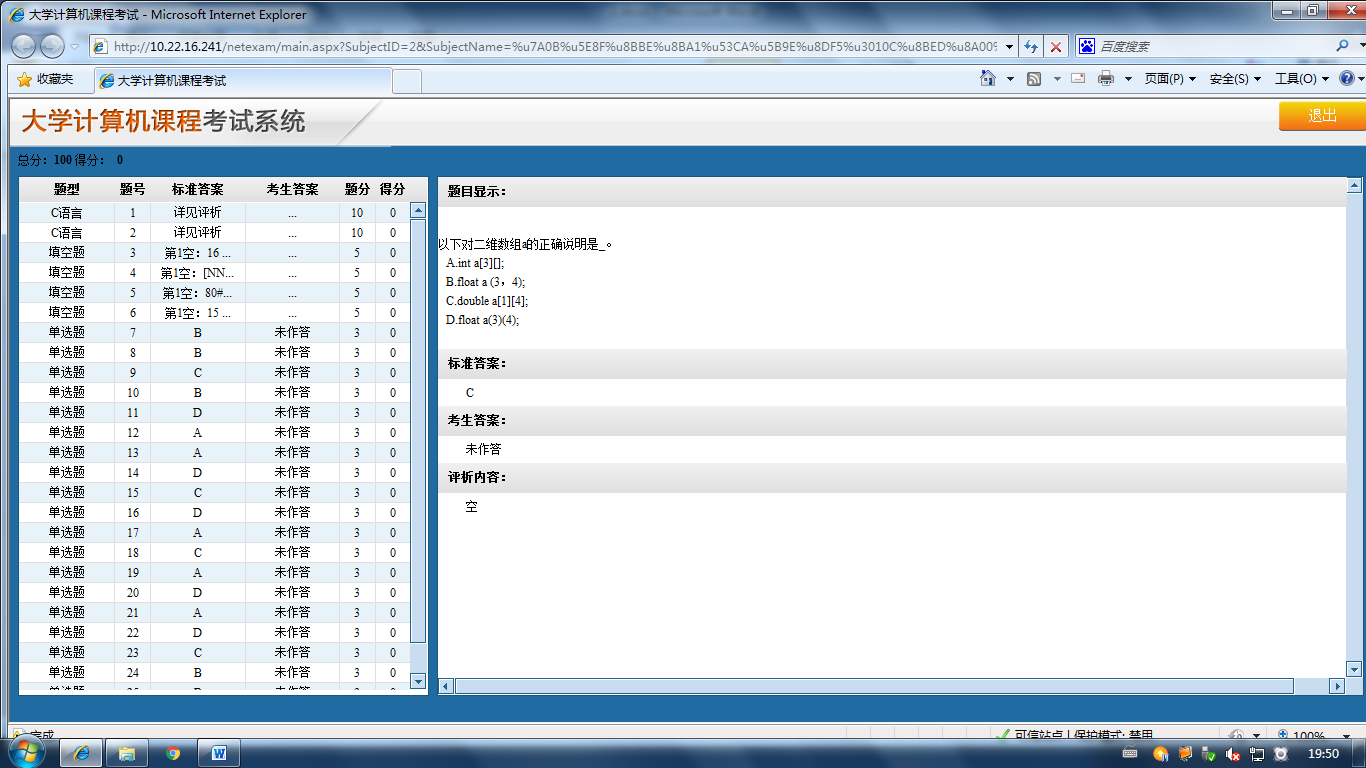 大学计算机课程考试 - Microsoft Internet Explorer
http://10.22.16.241/netexam/main.aspx?SubjectID=2&SubjectName=%u7A0B%u5E8F%u8BBE%u8BA1%u53CA%u5B9E%u8DF5%u3010C%u8BED%u8A00%
百度搜索
收藏夹
大学计算机课程考试
页面(P) 安全(S) 工具(O)
大学计算机课程考试系统
退出
总分：100 得分： 0
题型 题号 标准答案 考生答案 题分 得分
C语言 1 详见评析 ... 10 0
C语言 2 详见评析 ... 10 0
填空题 3 第1空：16 ... ... 5 0
填空题 4 第1空：[NN... ... 5 0
填空题 5 第1空：80#... ... 5 0
填空题 6 第1空：15 ... ... 5 0
单选题 7 B 未作答 3 0
单选题 8 B 未作答 3 0
单选题 9 C 未作答 3 0
单选题 10 B 未作答 3 0
单选题 11 D 未作答 3 0
单选题 12 A 未作答 3 0
单选题 13 A 未作答 3 0
单选题 14 D 未作答 3 0
单选题 15 C 未作答 3 0
单选题 16 D 未作答 3 0
单选题 17 A 未作答 3 0
单选题 18 C 未作答 3 0
单选题 19 A 未作答 3 0
单选题 20 D 未作答 3 0
单选题 21 A 未作答 3 0
单选题 22 D 未作答 3 0
单选题 23 C 未作答 3 0
单选题 24 B 未作答 3 0
题目显示：
以下对二维数组a的正确说明是_。
A.int a[3][];
B.float a (3，4);
C.double a[1][4];
D.float a(3)(4);
标准答案：
C
考生答案：
未作答
评析内容：
空
完成
可信站点 | 保护模式: 禁用
100%
19:50